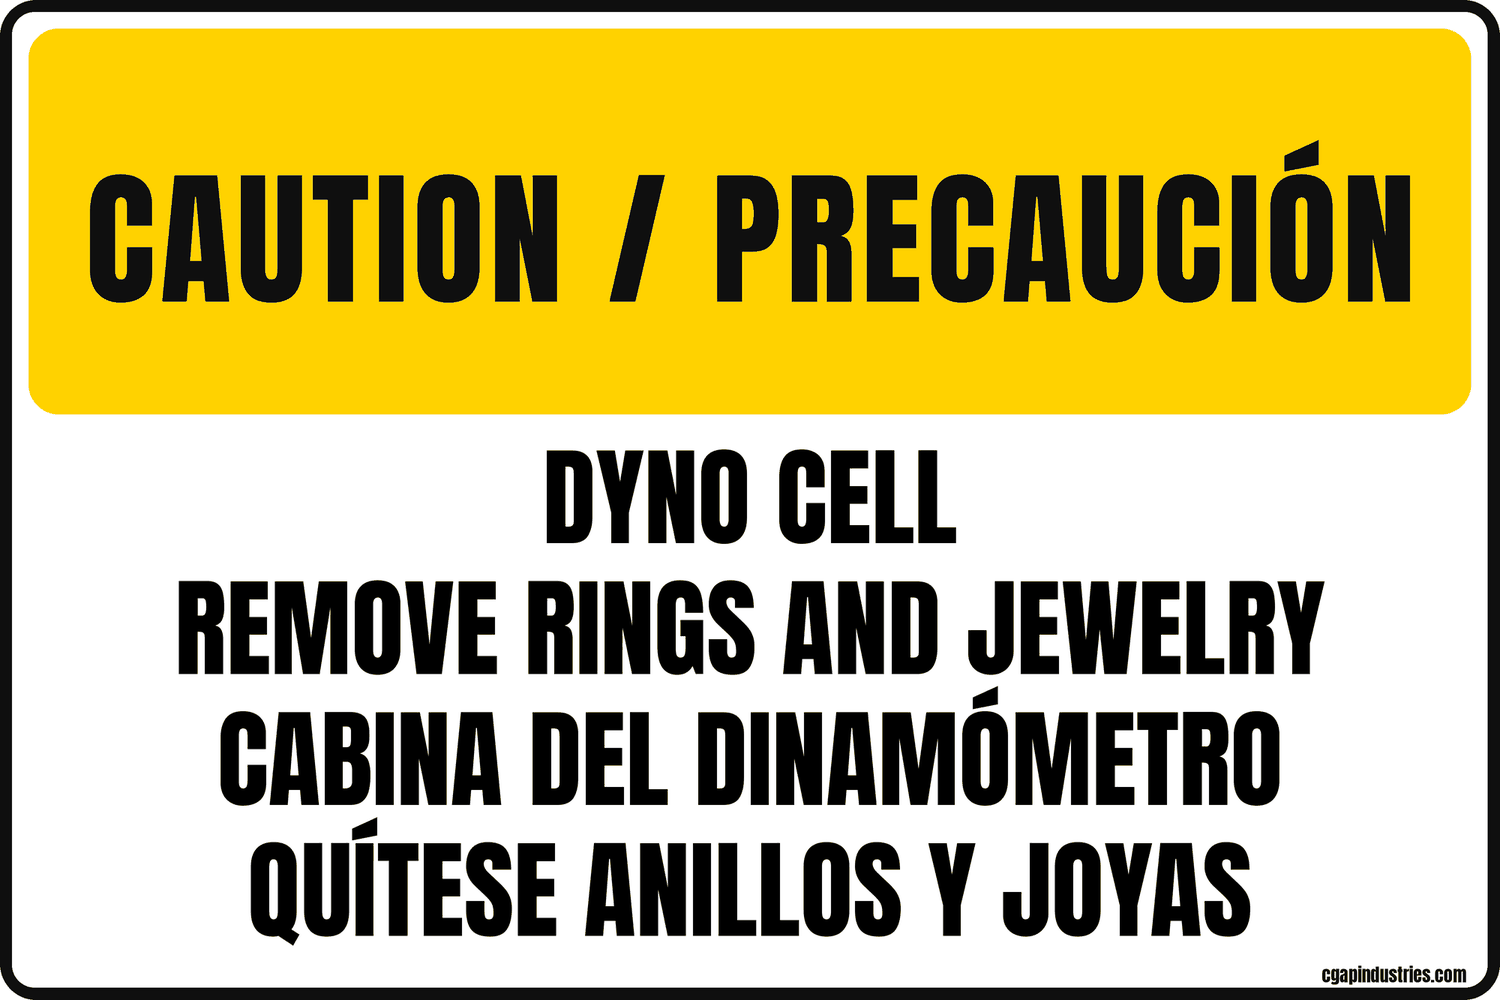 CAUTION / PRECAUCIÓN
DYNO CELL
REMOVE RINGS AND JEWELRY
CABINA DEL DINAMÓMETRO
QUÍTESE ANILLOS Y JOYAS
cgapindustries.com